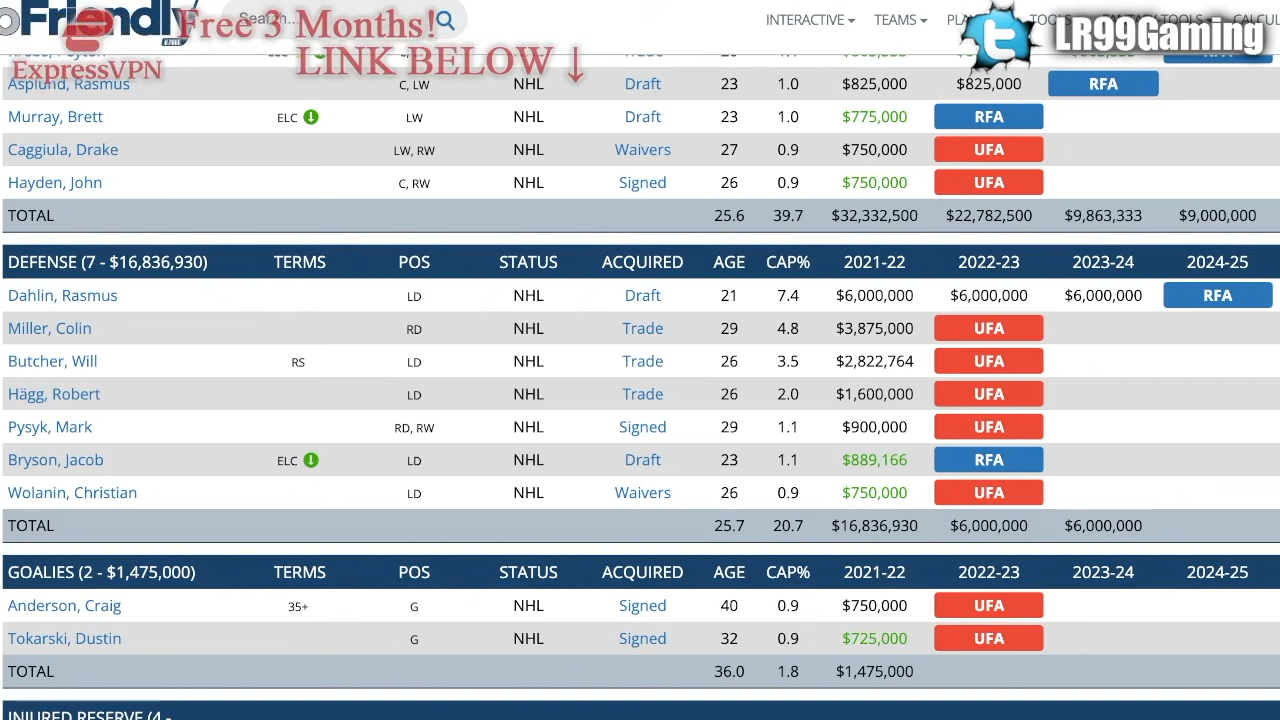 Friendly Search... INTERACTIVE TEAMS TOOLS
Free 3 Months!
LINK BELOW ↓
ExpressVPN
LR99Gaming
Asplund, Rasmus C, LW NHL Draft 23 1.0 $825,000 $825,000 RFA
Murray, Brett ELC LW NHL Draft 23 1.0 $775,000 RFA
Caggiula, Drake LW, RW NHL Waivers 27 0.9 $750,000 UFA
Hayden, John C, RW NHL Signed 26 0.9 $750,000 UFA
TOTAL 25.6 39.7 $32,332,500 $22,782,500 $9,863,333 $9,000,000
DEFENSE (7 - $16,836,930) TERMS POS STATUS ACQUIRED AGE CAP% 2021-22 2022-23 2023-24 2024-25
Dahlin, Rasmus LD NHL Draft 21 7.4 $6,000,000 $6,000,000 $6,000,000 RFA
Miller, Colin RD NHL Trade 29 4.8 $3,875,000 UFA
Butcher, Will RS LD NHL Trade 26 3.5 $2,822,764 UFA
Hägg, Robert LD NHL Trade 26 2.0 $1,600,000 UFA
Pysyk, Mark RD, RW NHL Signed 29 1.1 $900,000 UFA
Bryson, Jacob ELC LD NHL Draft 23 1.1 $889,166 RFA
Wolanin, Christian LD NHL Waivers 26 0.9 $750,000 UFA
TOTAL 25.7 20.7 $16,836,930 $6,000,000 $6,000,000
GOALIES (2 - $1,475,000) TERMS POS STATUS ACQUIRED AGE CAP% 2021-22 2022-23 2023-24 2024-25
Anderson, Craig 35+ G NHL Signed 40 0.9 $750,000 UFA
Tokarski, Dustin G NHL Signed 32 0.9 $725,000 UFA
TOTAL 36.0 1.8 $1,475,000
INJURED RESERVE (4 -